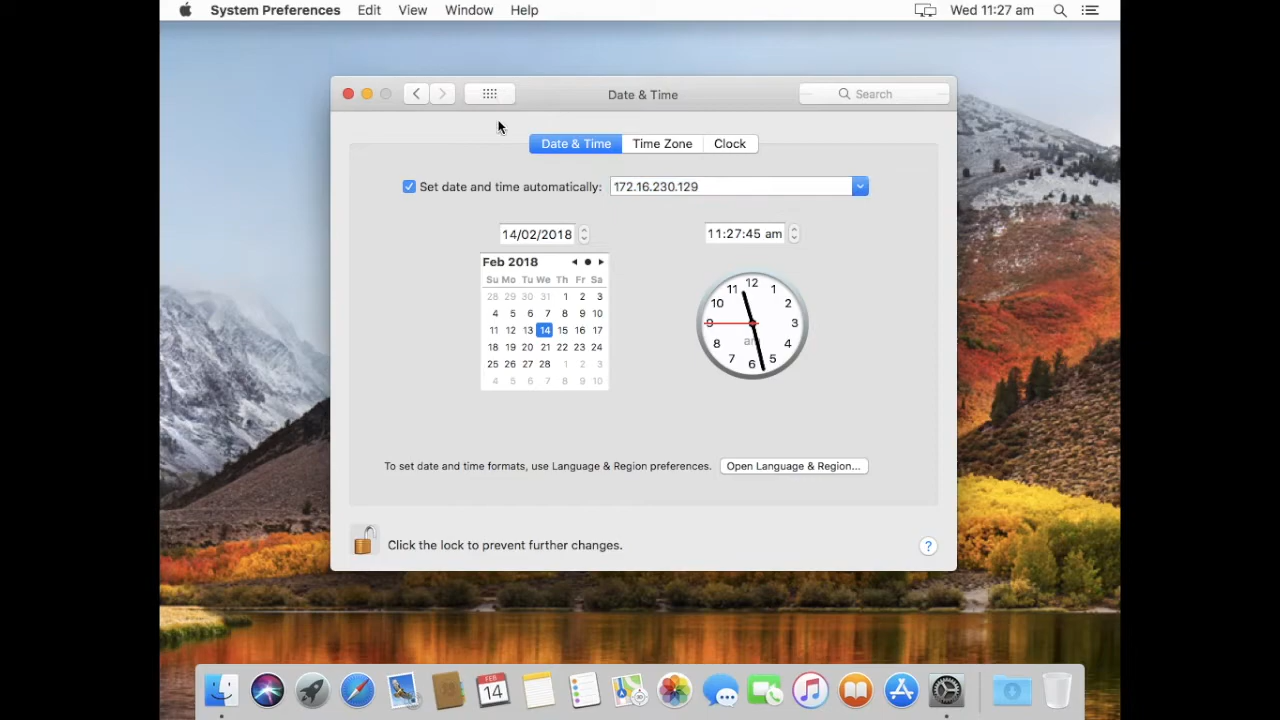 System Preferences Edit View Window Help Wed 11:27 am
Date & Time Search
Date & Time Time Zone Clock
Set date and time automatically: 172.16.230.129
14/02/2018 11:27:45 am
Feb 2018
Su Mo Tu We Th Fr Sa
28 29 30 31 1 2 3
4 5 6 7 8 9 10
11 12 13 14 15 16 17
18 19 20 21 22 23 24
25 26 27 28 1 2 3
4 5 6 7 8 9 10
12 1 2 3 4 5 6 7 8 9 10 11
am
To set date and time formats, use Language & Region preferences. Open Language & Region...
Click the lock to prevent further changes. ?
FEB
14